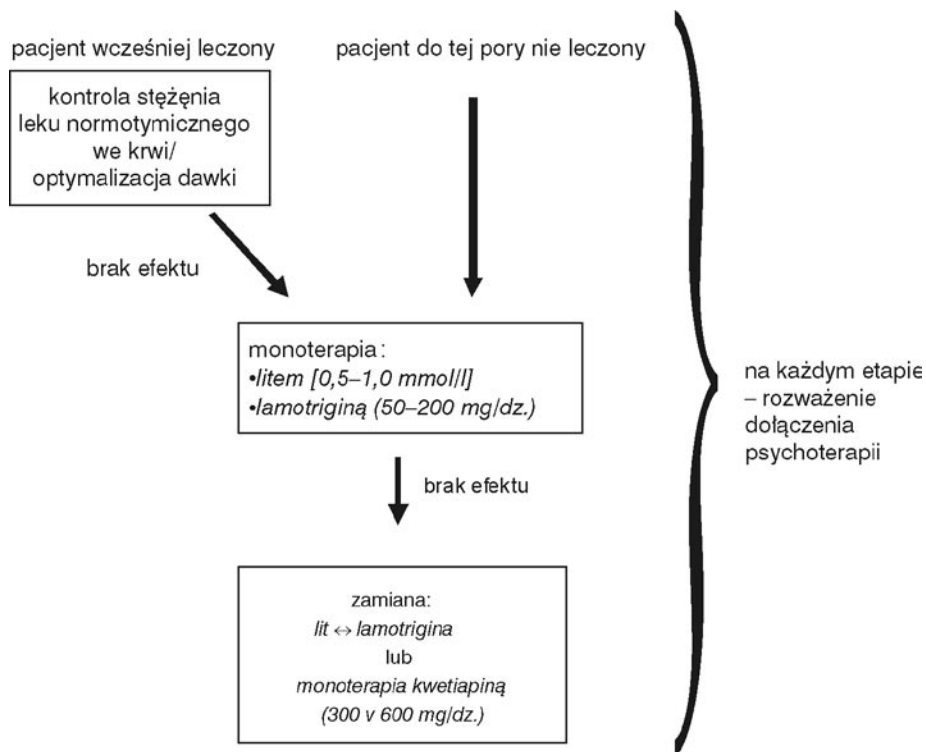 pacjent wcześniej leczony
pacjent do tej pory nie leczony
kontrola stężęnia
leku normotymicznego
we krwi/
optymalizacja dawki
brak efektu
monoterapia:
•litem [0,5–1,0 mmol/l]
•lamotriginą (50–200 mg/dz.)
brak efektu
zamiana:
lit ↔ lamotrigina
lub
monoterapia kwetiapiną
(300 v 600 mg/dz.)
na każdym etapie
– rozważenie
dołączenia
psychoterapii